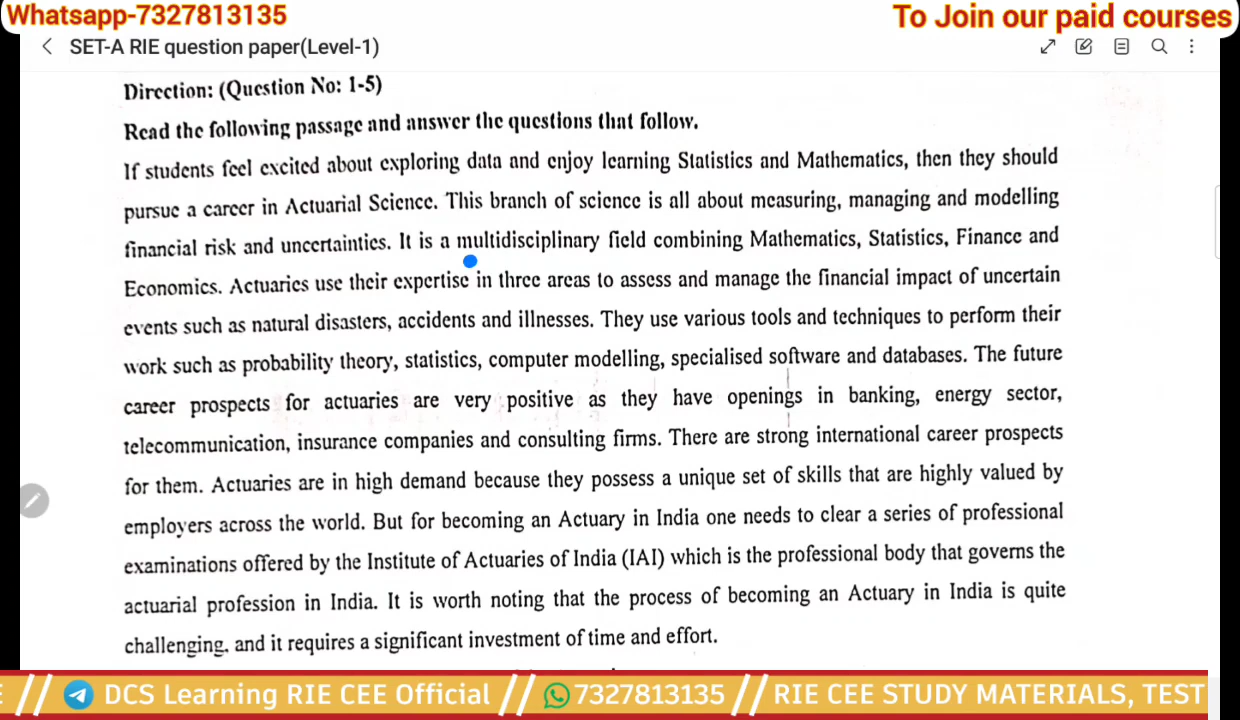 Whatsapp-7327813135
To Join our paid courses
SET-A RIE question paper(Level-1)
Direction: (Question No: 1-5)
Read the following passage and answer the questions that follow.
If students feel excited about exploring data and enjoy learning Statistics and Mathematics, then they should
pursue a career in Actuarial Science. This branch of science is all about measuring, managing and modelling
financial risk and uncertainties. It is a multidisciplinary field combining Mathematics, Statistics, Finance and
Economics. Actuaries use their expertise in three areas to assess and manage the financial impact of uncertain
events such as natural disasters, accidents and illnesses. They use various tools and techniques to perform their
work such as probability theory, statistics, computer modelling, specialised software and databases. The future
career prospects for actuaries are very positive as they have openings in banking, energy sector,
telecommunication, insurance companies and consulting firms. There are strong international career prospects
for them. Actuaries are in high demand because they possess a unique set of skills that are highly valued by
employers across the world. But for becoming an Actuary in India one needs to clear a series of professional
examinations offered by the Institute of Actuaries of India (IAI) which is the professional body that governs the
actuarial profession in India. It is worth noting that the process of becoming an Actuary in India is quite
challenging, and it requires a significant investment of time and effort.
// DCS Learning RIE CEE Official // 7327813135 // RIE CEE STUDY MATERIALS, TEST